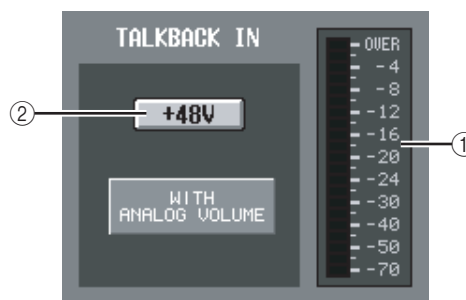 TALKBACK IN
② +48V
WITH
ANALOG VOLUME
OVER
-4
-8
-12
-16
①
-20
-24
-30
-40
-50
-70